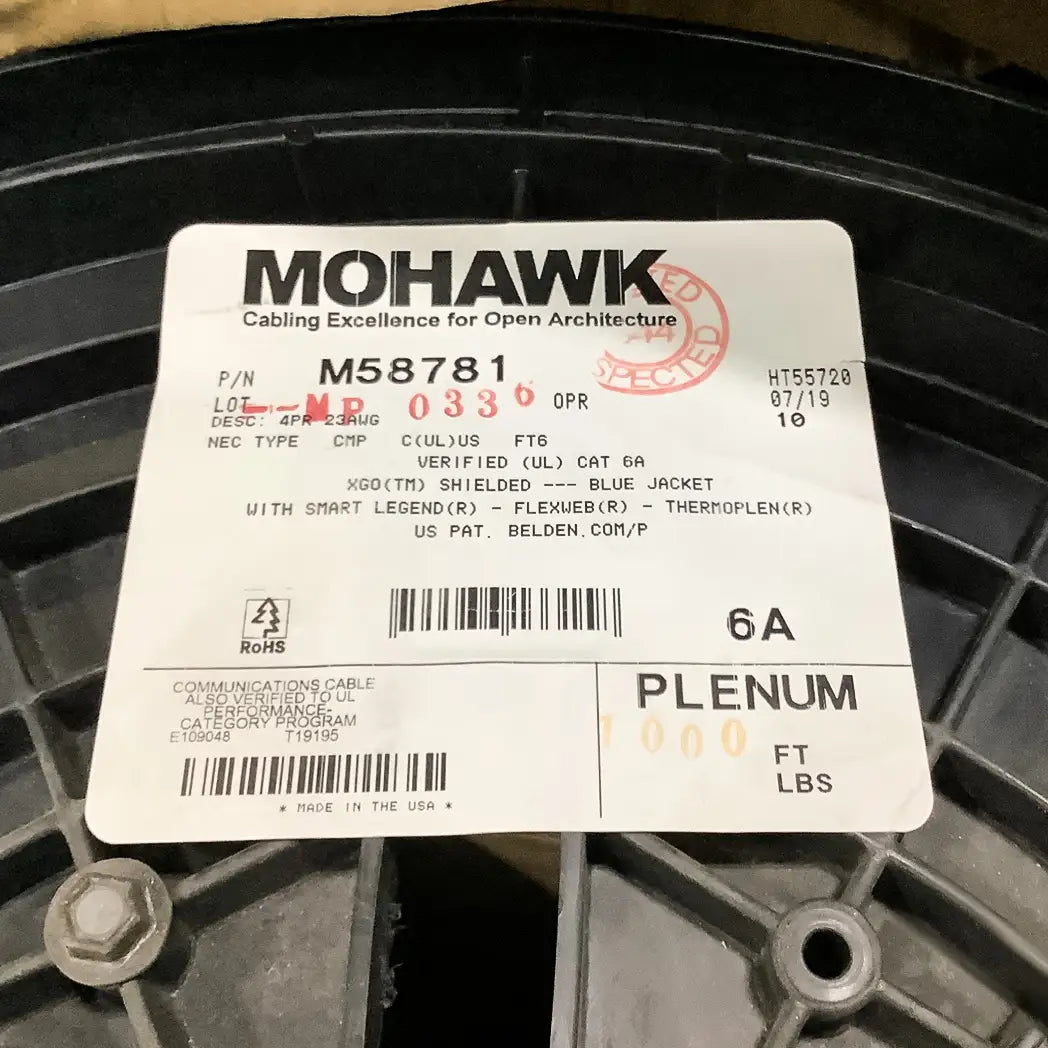 MOHAWK
Cabling Excellence for Open Architecture
SPECTED
P/N M58781
HT55720
LOT MP 0336 OPR
07/19
DESC: 4PR 23AWG
10
NEC TYPE CMP C(UL)US FT6
VERIFIED (UL) CAT 6A
XGO(TM) SHIELDED --- BLUE JACKET
WITH SMART LEGEND(R) - FLEXWEB(R) - THERMOPLEN(R)
US PAT. BELDEN.COM/P
RoHS
6A
COMMUNICATIONS CABLE
ALSO VERIFIED TO UL
PERFORMANCE-
CATEGORY PROGRAM
E109048 T19195
* MADE IN THE USA *
PLENUM
1000 FT
LBS